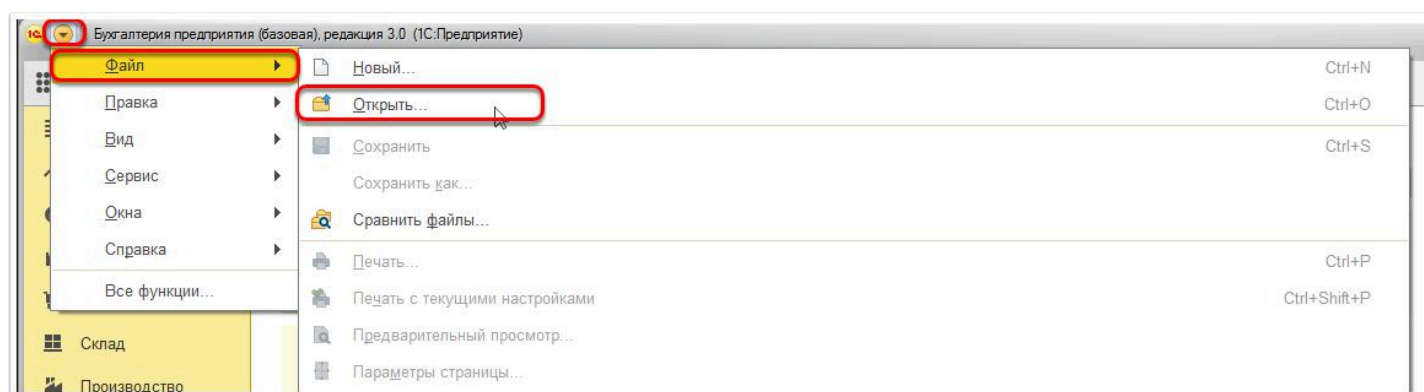 1С Бухгалтерия предприятия (базовая), редакция 3.0 (1С:Предприятие)
Файл
Новый... Ctrl+N
Правка
Открыть... Ctrl+O
Вид
Сохранить Ctrl+S
Сервис
Сохранить как...
Окна
Сравнить файлы...
Справка
Печать... Ctrl+P
Все функции...
Печать с текущими настройками Ctrl+Shift+P
Склад
Предварительный просмотр...
Параметры страницы...
Производство